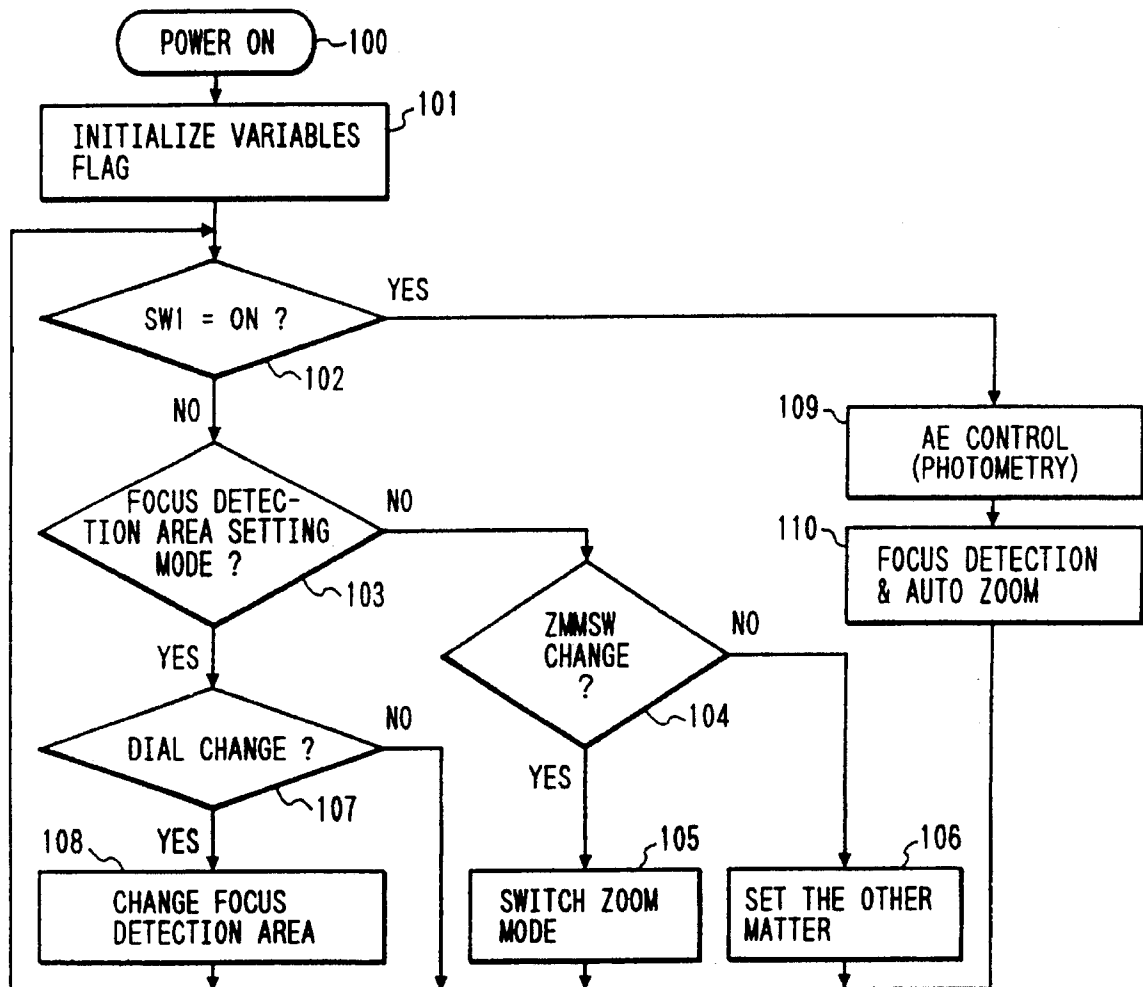 POWER ON
100
101
INITIALIZE VARIABLES
FLAG
SW1 = ON ?
YES
102
NO
109
AE CONTROL
(PHOTOMETRY)
FOCUS DETEC-
TION AREA SETTING
MODE ?
NO
103
110
FOCUS DETECTION
& AUTO ZOOM
YES
ZMMSW
CHANGE
?
NO
104
DIAL CHANGE ?
NO
107
YES
YES
108
CHANGE FOCUS
DETECTION AREA
105
SWITCH ZOOM
MODE
106
SET THE OTHER
MATTER